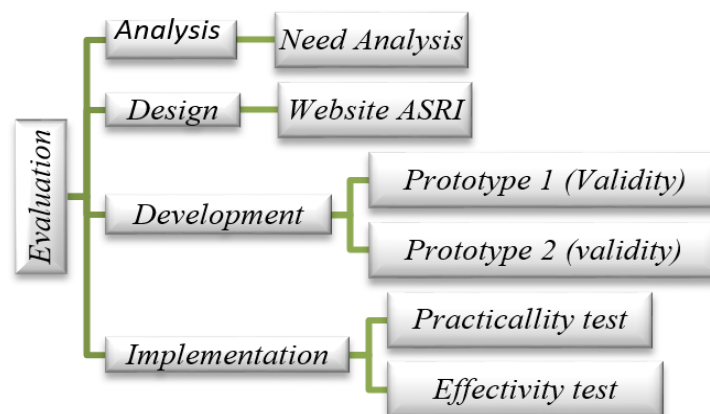 Evaluation
Analysis
Need Analysis
Design
Website ASRI
Development
Prototype 1 (Validity)
Prototype 2 (validity)
Implementation
Practicallity test
Effectivity test